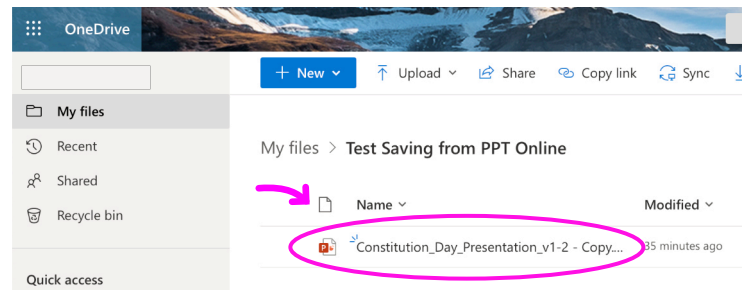 OneDrive
+ New Upload Share Copy link Sync
My files
Recent
Shared
Recycle bin
Quick access
My files > Test Saving from PPT Online
Name Modified
Constitution_Day_Presentation_v1-2 - Copy.... 35 minutes ago